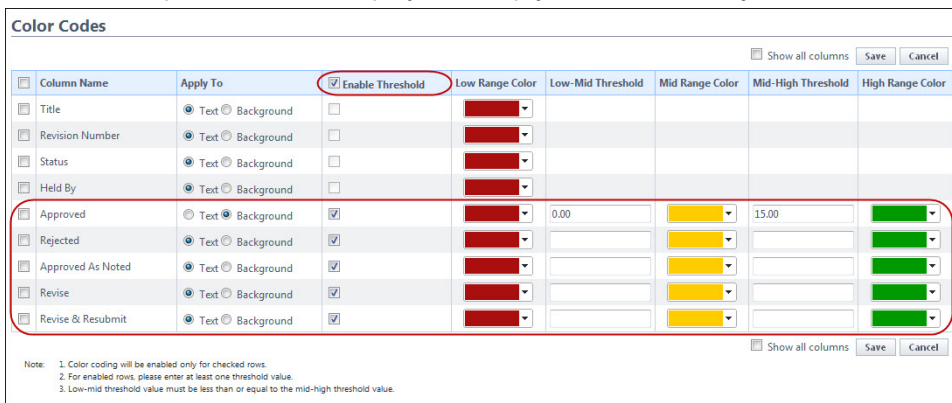 Color Codes
Show all columns Save Cancel
Column Name Apply To Enable Threshold Low Range Color Low-Mid Threshold Mid Range Color Mid-High Threshold High Range Color
Title Text Background
Revision Number Text Background
Status Text Background
Held By Text Background
Approved Text Background 0.00 15.00
Rejected Text Background
Approved As Noted Text Background
Revise Text Background
Revise & Resubmit Text Background
Show all columns Save Cancel
Note: 1. Color coding will be enabled only for checked rows.
2. For enabled rows, please enter at least one threshold value.
3. Low-mid threshold value must be less than or equal to the mid-high threshold value.